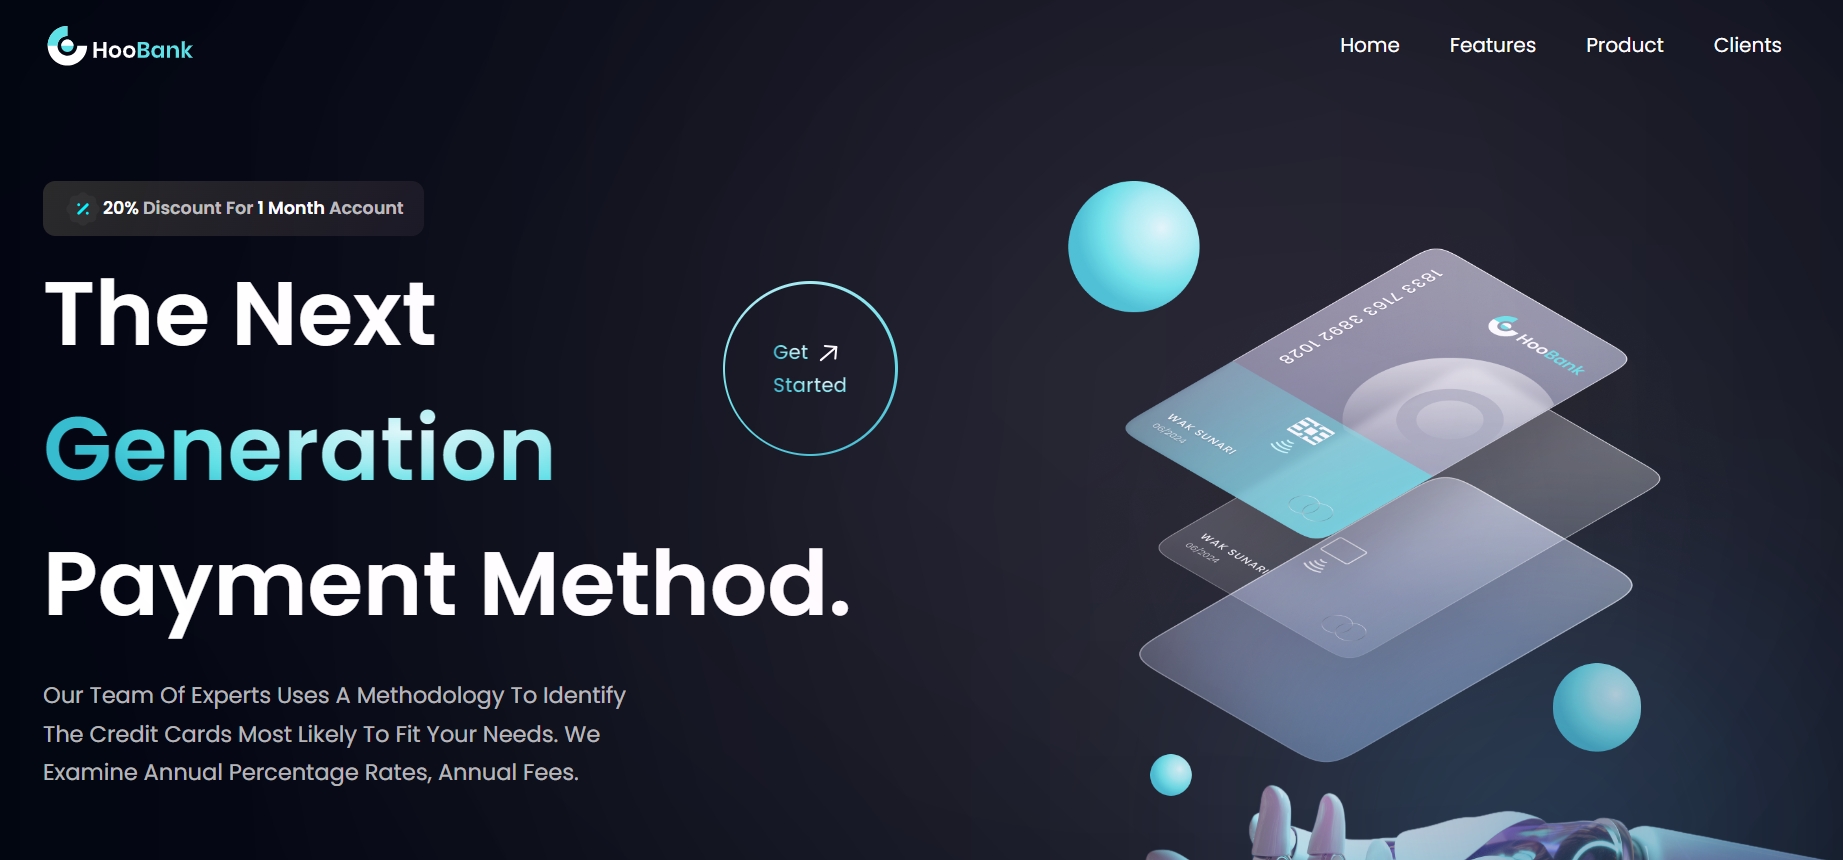 HooBank
Home Features Product Clients
20% Discount For 1 Month Account
The Next
Generation
Payment Method.
Get
Started
Our Team Of Experts Uses A Methodology To Identify
The Credit Cards Most Likely To Fit Your Needs. We
Examine Annual Percentage Rates, Annual Fees.
1833 7163 3892 1028
HooBank
WAK SUNARI
06/2024
WAK SUNARI
06/2024